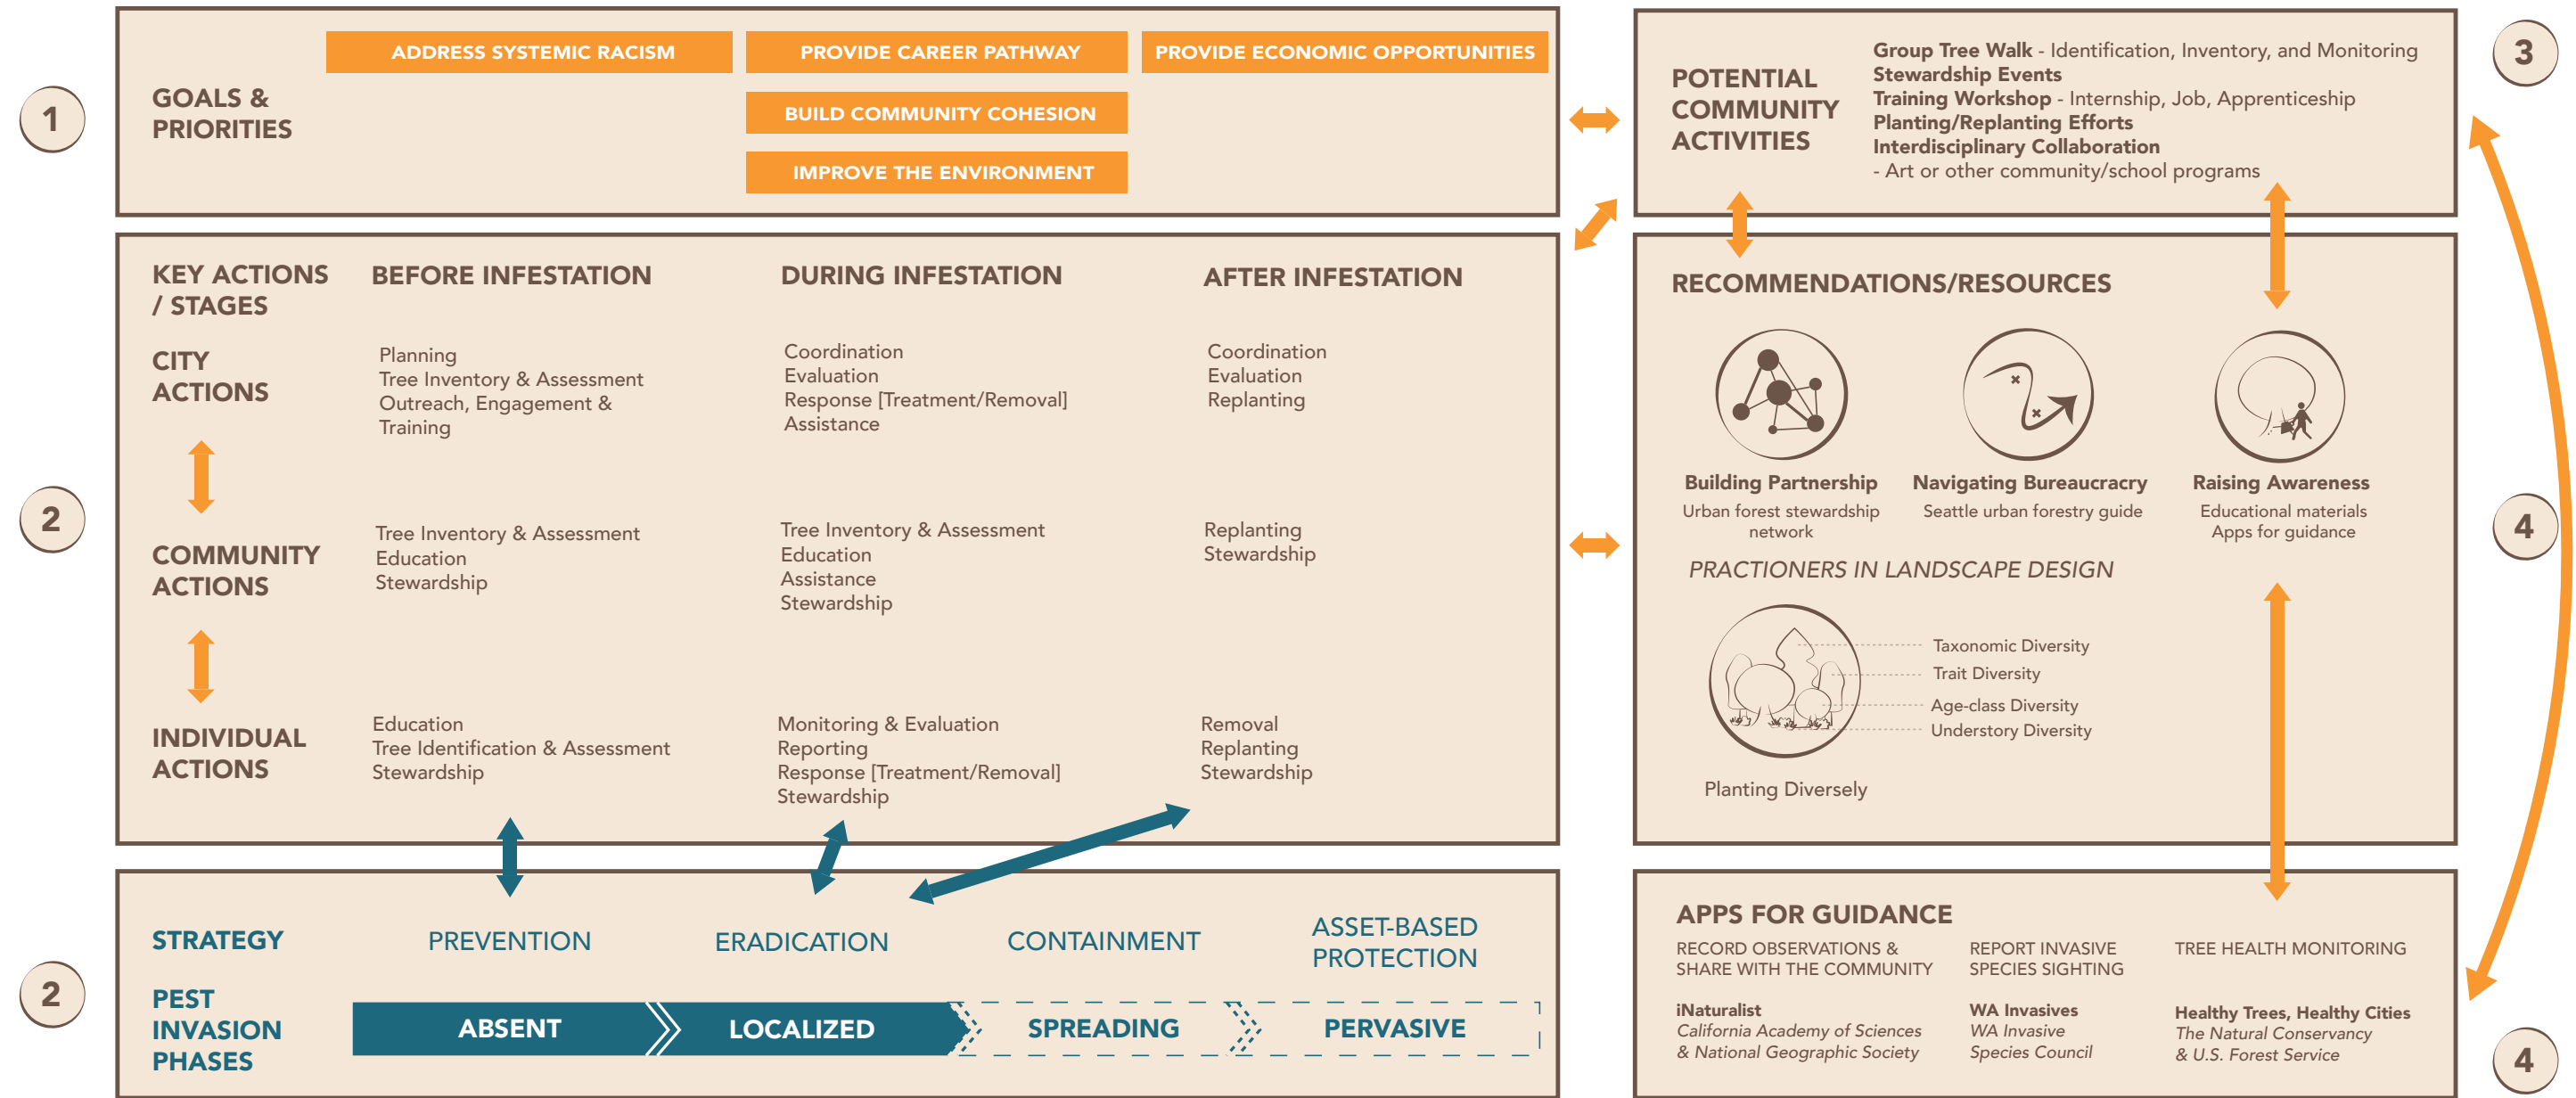 1
GOALS &
PRIORITIES
ADDRESS SYSTEMIC RACISM
PROVIDE CAREER PATHWAY
PROVIDE ECONOMIC OPPORTUNITIES
BUILD COMMUNITY COHESION
IMPROVE THE ENVIRONMENT
3
POTENTIAL
COMMUNITY
ACTIVITIES
Group Tree Walk - Identification, Inventory, and Monitoring
Stewardship Events
Training Workshop - Internship, Job, Apprenticeship
Planting/Replanting Efforts
Interdisciplinary Collaboration
- Art or other community/school programs
2
KEY ACTIONS
/ STAGES
BEFORE INFESTATION
DURING INFESTATION
AFTER INFESTATION
CITY
ACTIONS
Planning
Tree Inventory & Assessment
Outreach, Engagement &
Training
Coordination
Evaluation
Response [Treatment/Removal]
Assistance
Coordination
Evaluation
Replanting
COMMUNITY
ACTIONS
Tree Inventory & Assessment
Education
Stewardship
Tree Inventory & Assessment
Education
Assistance
Stewardship
Replanting
Stewardship
INDIVIDUAL
ACTIONS
Education
Tree Identification & Assessment
Stewardship
Monitoring & Evaluation
Reporting
Response [Treatment/Removal]
Stewardship
Removal
Replanting
Stewardship
4
RECOMMENDATIONS/RESOURCES
Building Partnership
Urban forest stewardship
network
Navigating Bureaucracy
Seattle urban forestry guide
Raising Awareness
Educational materials
Apps for guidance
PRACTIONERS IN LANDSCAPE DESIGN
Taxonomic Diversity
Trait Diversity
Age-class Diversity
Understory Diversity
Planting Diversely
2
STRATEGY
PREVENTION
ERADICATION
CONTAINMENT
ASSET-BASED
PROTECTION
PEST
INVASION
PHASES
ABSENT
LOCALIZED
SPREADING
PERVASIVE
4
APPS FOR GUIDANCE
RECORD OBSERVATIONS &
SHARE WITH THE COMMUNITY
iNaturalist
California Academy of Sciences
& National Geographic Society
REPORT INVASIVE
SPECIES SIGHTING
WA Invasives
WA Invasive
Species Council
TREE HEALTH MONITORING
Healthy Trees, Healthy Cities
The Natural Conservancy
& U.S. Forest Service